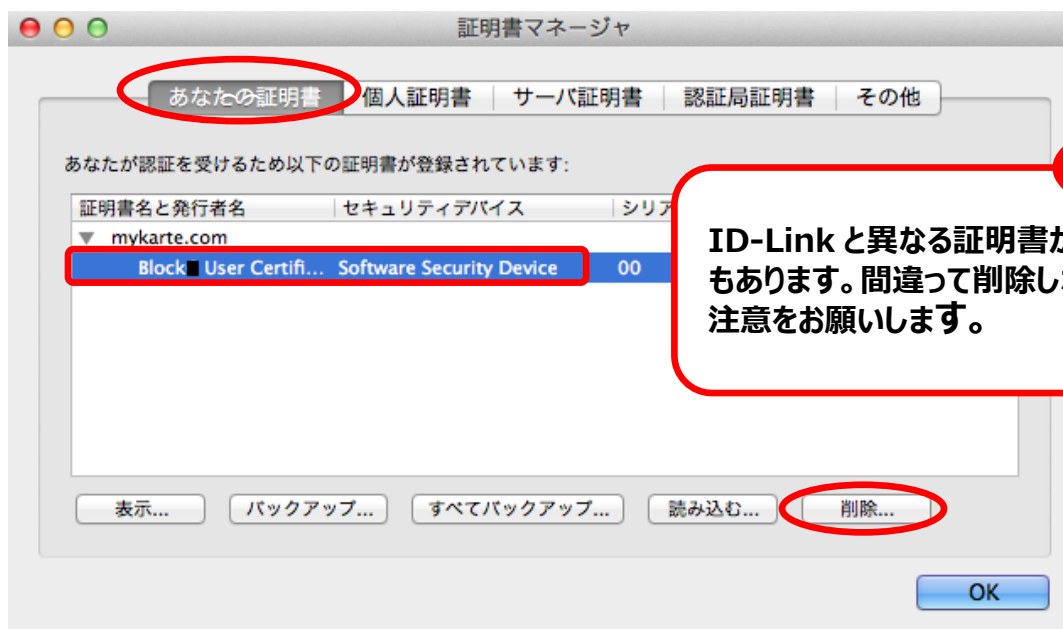 証明書マネージャ
あなたの証明書 個人証明書 サーバ証明書 認証局証明書 その他
あなたが認証を受けるため以下の証明書が登録されています:
証明書名と発行者名 セキュリティデバイス シリア
mykarte.com
Block■ User Certifi... Software Security Device 00
ID-Linkと異なる証明書が
もあります。間違って削除し
注意をお願いします。
表示... バックアップ... すべてバックアップ... 読み込む... 削除...
OK